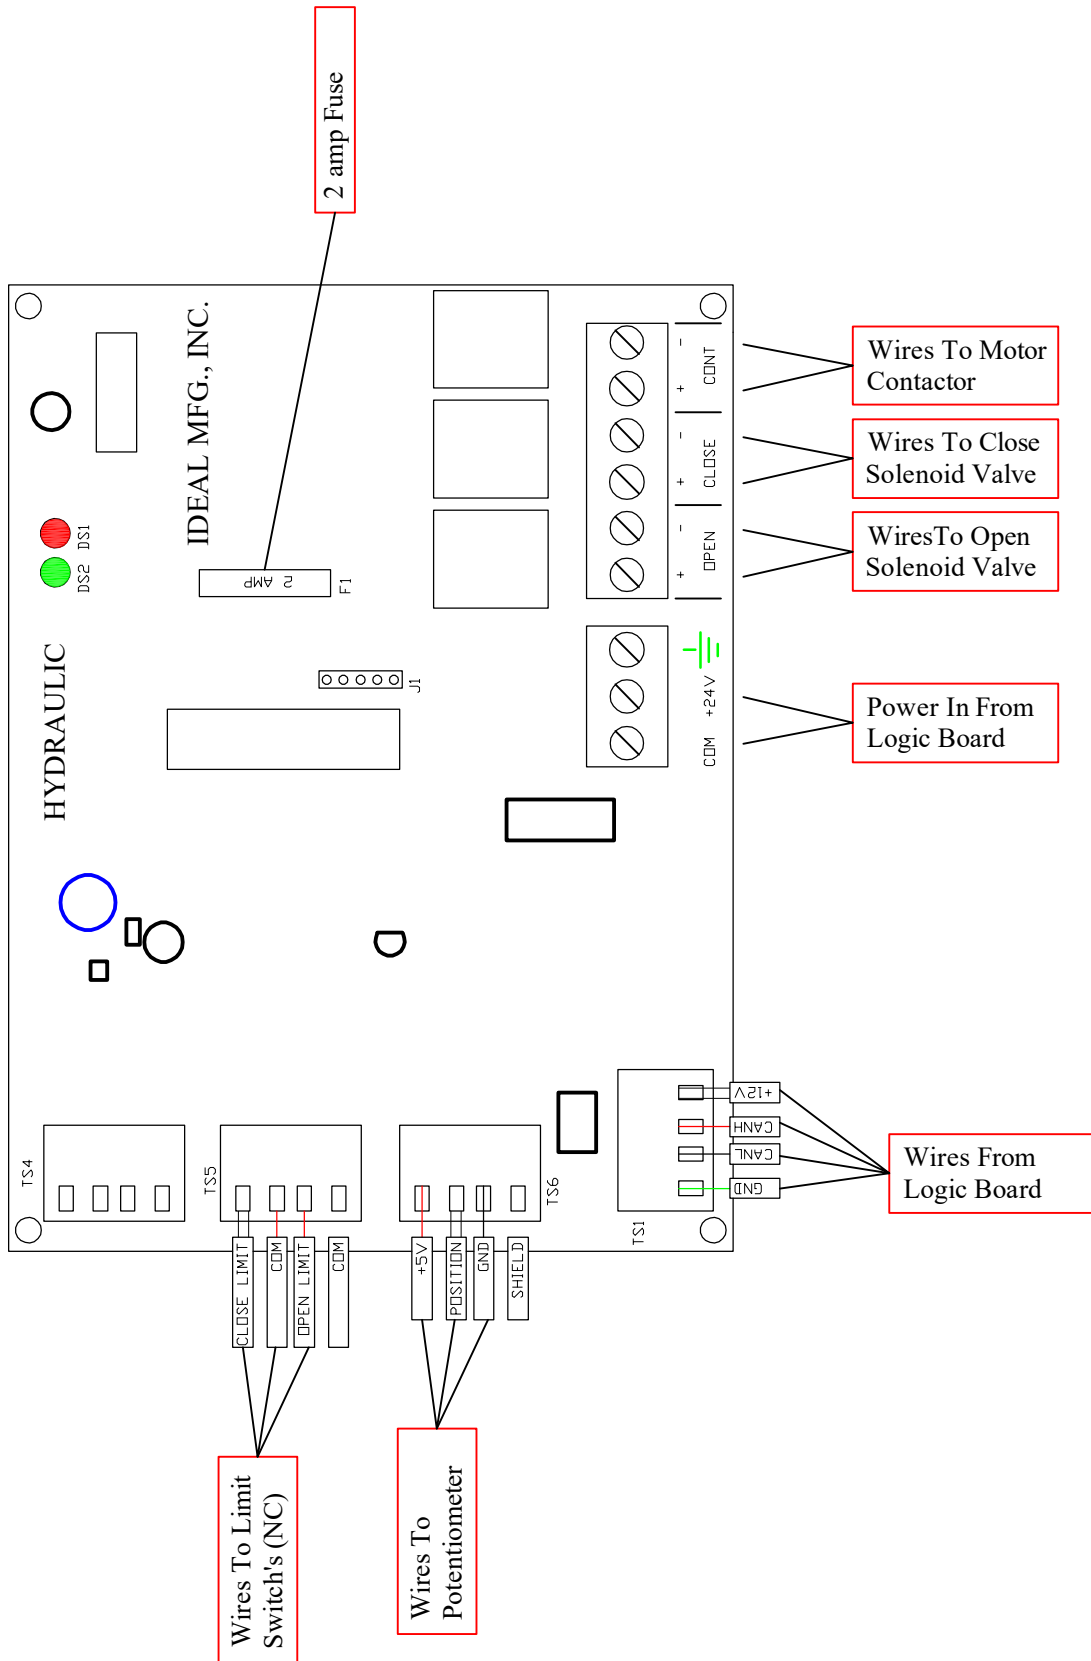 2 amp Fuse
IDEAL MFG., INC.
DS1
DS2
2 AMP
F1
HYDRAULIC
J1
- CONT +
- CLOSE +
- OPEN +
COM +24V
Wires To Motor
Contactor
Wires To Close
Solenoid Valve
WiresTo Open
Solenoid Valve
Power In From
Logic Board
TS4
TS5
TS6
TS1
CLOSE LIMIT
COM
OPEN LIMIT
COM
+5V
POSITION
GND
SHIELD
+12V
CANH
CANL
GND
Wires From
Logic Board
Wires To Limit
Switch's (NC)
Wires To
Potentiometer